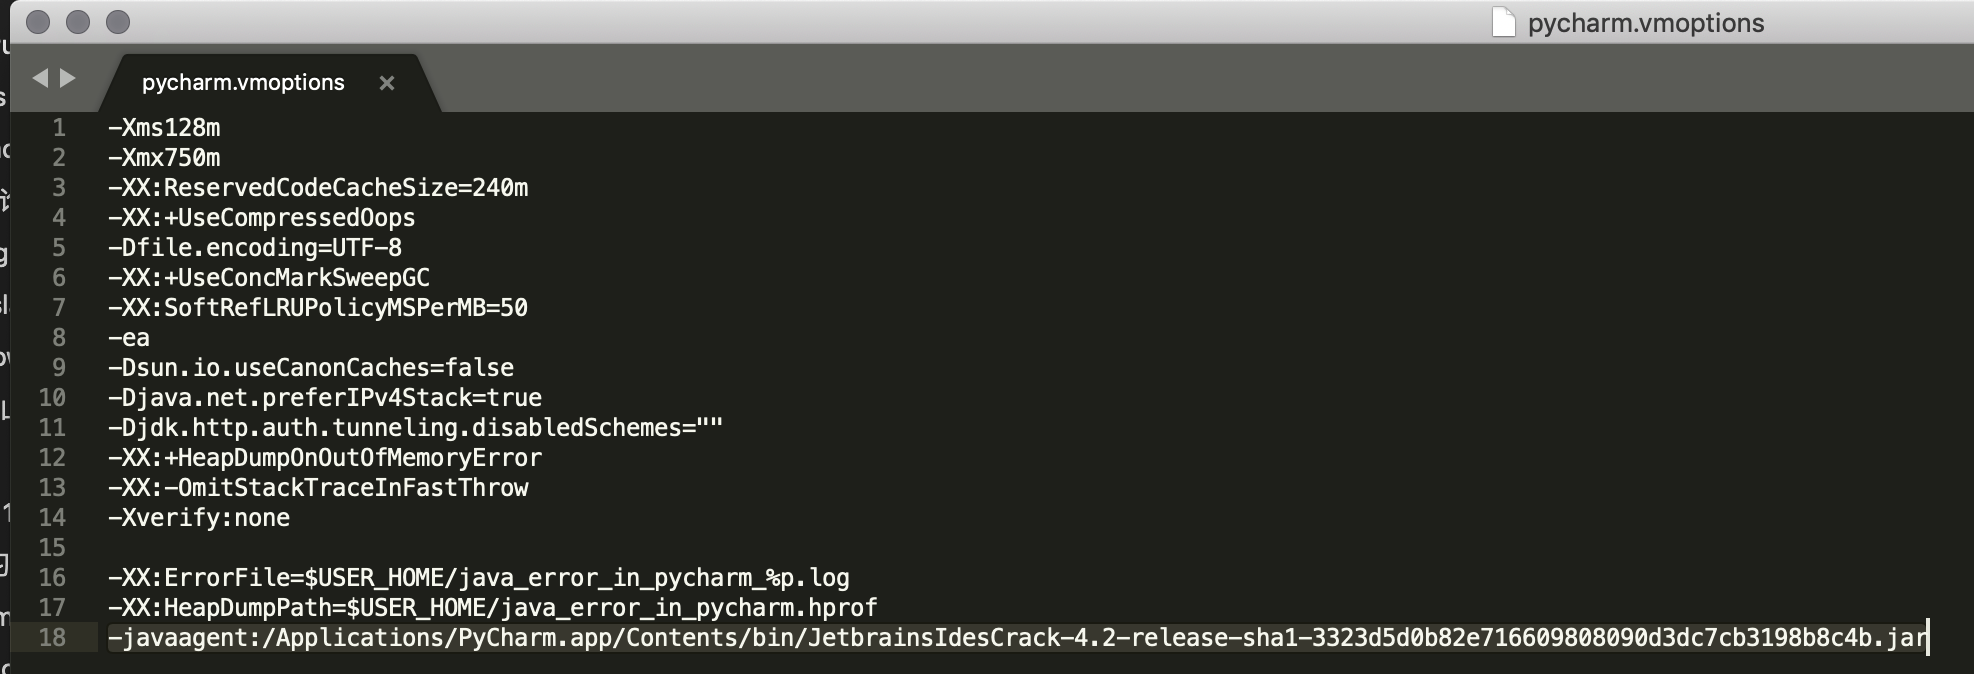 pycharm.vmoptions
pycharm.vmoptions ×
1 -Xms128m
2 -Xmx750m
3 -XX:ReservedCodeCacheSize=240m
4 -XX:+UseCompressedOops
5 -Dfile.encoding=UTF-8
6 -XX:+UseConcMarkSweepGC
7 -XX:SoftRefLRUPolicyMSPerMB=50
8 -ea
9 -Dsun.io.useCanonCaches=false
10 -Djava.net.preferIPv4Stack=true
11 -Djdk.http.auth.tunneling.disabledSchemes=""
12 -XX:+HeapDumpOnOutOfMemoryError
13 -XX:-OmitStackTraceInFastThrow
14 -Xverify:none
15
16 -XX:ErrorFile=$USER_HOME/java_error_in_pycharm_%p.log
17 -XX:HeapDumpPath=$USER_HOME/java_error_in_pycharm.hprof
18 -javaagent:/Applications/PyCharm.app/Contents/bin/JetbrainsIdesCrack-4.2-release-sha1-3323d5d0b82e716609808090d3dc7cb3198b8c4b.jar